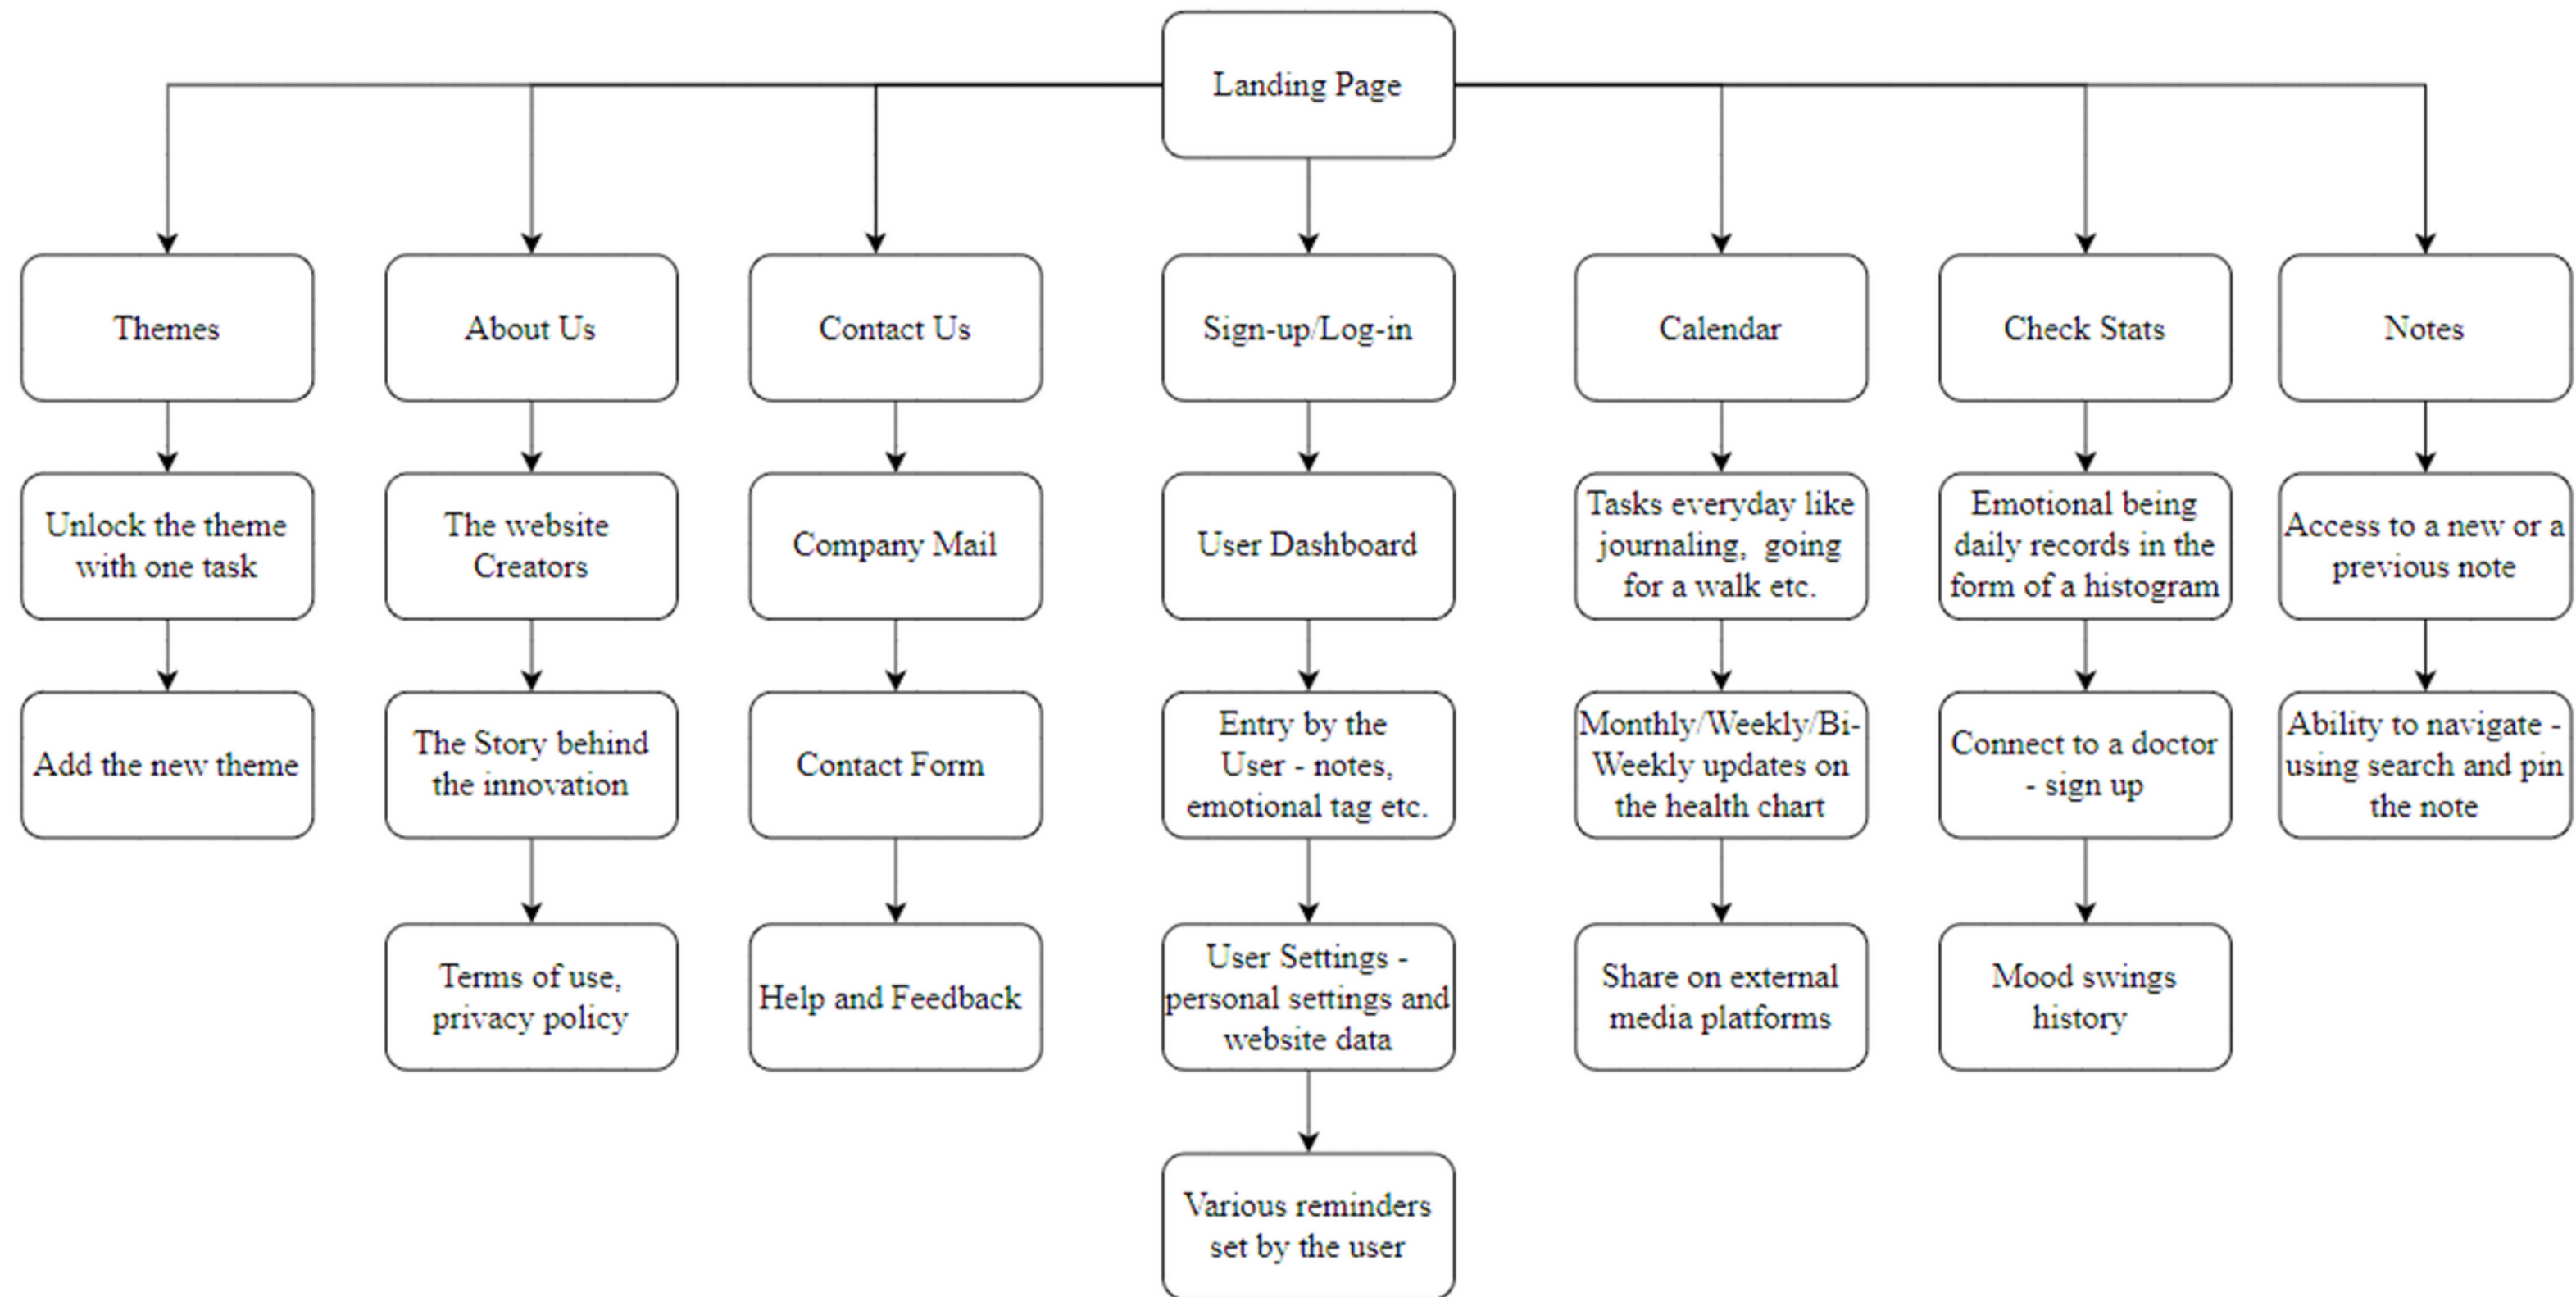 Landing Page
Themes
About Us
Contact Us
Sign-up/Log-in
Calendar
Check Stats
Notes
Unlock the theme
with one task
The website
Creators
Company Mail
User Dashboard
Tasks everyday like
journaling, going
for a walk etc.
Emotional being
daily records in the
form of a histogram
Access to a new or a
previous note
Add the new theme
The Story behind
the innovation
Contact Form
Entry by the
User - notes,
emotional tag etc.
Monthly/Weekly/Bi-
Weekly updates on
the health chart
Connect to a doctor
- sign up
Ability to navigate -
using search and pin
the note
Terms of use,
privacy policy
Help and Feedback
User Settings -
personal settings and
website data
Share on external
media platforms
Mood swings
history
Various reminders
set by the user